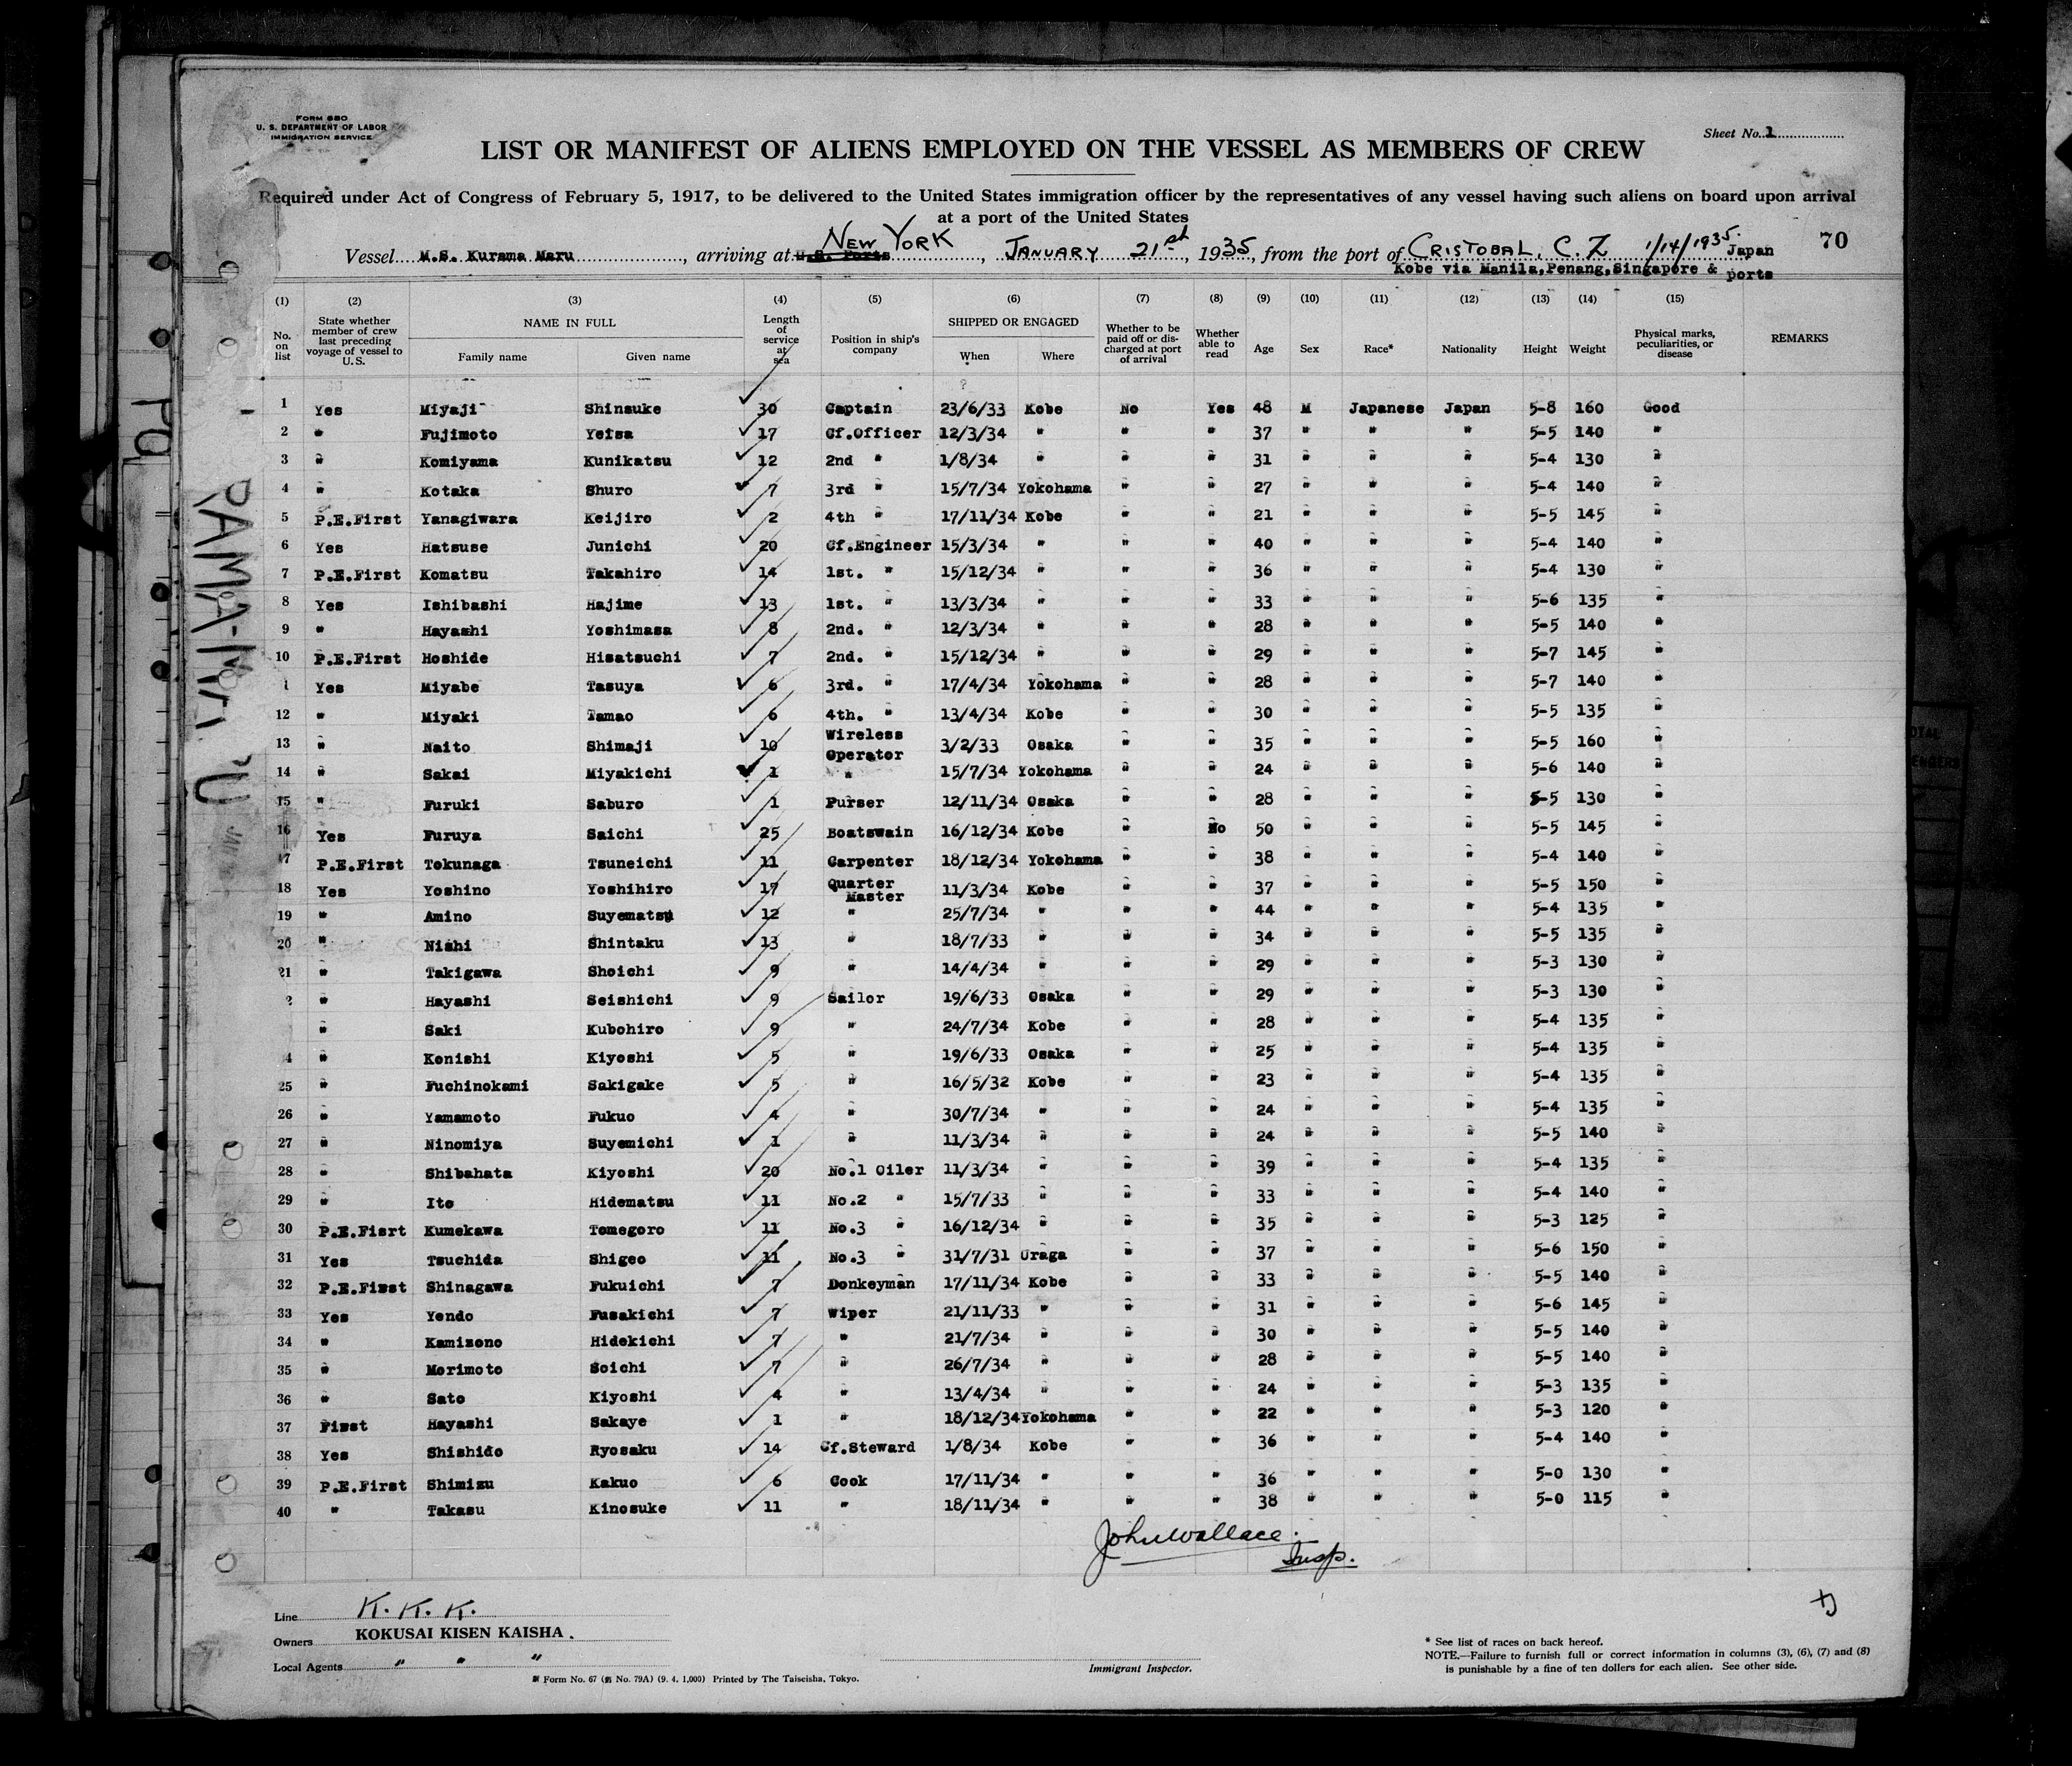 FORM 680
U. S. DEPARTMENT OF LABOR
IMMIGRATION SERVICE
Sheet No. 1
LIST OR MANIFEST OF ALIENS EMPLOYED ON THE VESSEL AS MEMBERS OF CREW
Required under Act of Congress of February 5, 1917, to be delivered to the United States immigration officer by the representatives of any vessel having such aliens on board upon arrival
at a port of the United States
Vessel M.S. Kurama Maru, arriving at U.S. Ports NEW YORK, JANUARY 21st, 1935, from the port of CRISTOBAL, C. Z 1/14/1935. Japan 70
Kobe via Manila,Penang,Singapore & ports
(1) (2) (3) (4) (5) (6) (7) (8) (9) (10) (11) (12) (13) (14) (15)
No. on list State whether member of crew last preceding voyage of vessel to U.S. NAME IN FULL Family name Given name Length of service at sea Position in ship's company SHIPPED OR ENGAGED When Where Whether to be paid off or discharged at port of arrival Whether able to read Age Sex Race* Nationality Height Weight Physical marks, peculiarities, or disease REMARKS
1 Yes Miyaji Shinsuke 30 Captain 23/6/33 Kobe No Yes 48 M Japanese Japan 5-8 160 Good
2 " Fujimoto Yeisa 17 Cf.Officer 12/3/34 " " " 37 " " " 5-5 140 "
3 " Komiyama Kunikatsu 12 2nd " 1/8/34 " " " 31 " " " 5-4 130 "
4 " Kotaka Shuro 7 3rd " 15/7/34 Yokohama " " 27 " " " 5-4 140 "
5 P.E.First Yanagiwara Keijiro 2 4th " 17/11/34 Kobe " " 21 " " " 5-5 145 "
6 Yes Hatsuse Junichi 20 Cf.Engineer 15/3/34 " " " 40 " " " 5-4 140 "
7 P.E.First Komatsu Takahiro 14 1st. " 15/12/34 " " " 36 " " " 5-4 130 "
8 Yes Ishibashi Hajime 13 1st. " 13/3/34 " " " 33 " " " 5-6 135 "
9 " Hayashi Yoshimasa 8 2nd. " 12/3/34 " " " 28 " " " 5-5 140 "
10 P.E.First Hoshide Hisatsuchi 7 2nd. " 15/12/34 " " " 29 " " " 5-7 145 "
1 Yes Miyabe Tasuya 6 3rd. " 17/4/34 Yokohama " " 28 " " " 5-7 140 "
12 " Miyaki Tamao 6 4th. " 13/4/34 Kobe " " 30 " " " 5-5 135 "
13 " Naito Shimaji 10 Wireless Operator 3/2/33 Osaka " " 35 " " " 5-5 160 "
14 " Sakai Miyakichi 1 " 15/7/34 Yokohama " " 24 " " " 5-6 140 "
15 " Furuki Saburo 1 Purser 12/11/34 Osaka " " 28 " " " 5-5 130 "
16 Yes Furuya Saichi 25 Boatswain 16/12/34 Kobe " No 50 " " " 5-5 145 "
17 P.E.First Tokunaga Tsuneichi 11 Carpenter 18/12/34 Yokohama " " 38 " " " 5-4 140 "
18 Yes Yoshino Yoshihiro 17 Quarter Master 11/3/34 Kobe " " 37 " " " 5-5 150 "
19 " Amino Suyematsu 12 " 25/7/34 " " " 44 " " " 5-4 135 "
20 " Nishi Shintaku 13 " 18/7/33 " " " 34 " " " 5-5 135 "
21 " Takigawa Shoichi 9 " 14/4/34 " " " 29 " " " 5-3 130 "
2 " Hayashi Seishichi 9 Sailor 19/6/33 Osaka " " 29 " " " 5-3 130 "
" Saki Kubohiro 9 " 24/7/34 Kobe " " 28 " " " 5-4 135 "
4 " Konishi Kiyoshi 5 " 19/6/33 Osaka " " 25 " " " 5-4 135 "
25 " Fuchinokami Sakigake 5 " 16/5/32 Kobe " " 23 " " " 5-4 135 "
26 " Yamamoto Fukuo 4 " 30/7/34 " " " 24 " " " 5-4 135 "
27 " Ninomiya Suyemichi 1 " 11/3/34 " " " 24 " " " 5-5 140 "
28 " Shibahata Kiyoshi 20 No.1 Oiler 11/3/34 " " " 39 " " " 5-4 135 "
29 " Ito Hidematsu 11 No.2 " 15/7/33 " " " 33 " " " 5-4 140 "
30 P.E.Fisrt Kumekawa Tomegoro 11 No.3 " 16/12/34 " " " 35 " " " 5-3 125 "
31 Yes Tsuchida Shigeo 11 No.3 " 31/7/31 Uraga " " 37 " " " 5-6 150 "
32 P.E.First Shinagawa Fukuichi 7 Donkeyman 17/11/34 Kobe " " 33 " " " 5-5 140 "
33 Yes Yendo Fusakichi 7 Wiper 21/11/33 " " " 31 " " " 5-6 145 "
34 " Kamizono Hidekichi 7 " 21/7/34 " " " 30 " " " 5-5 140 "
35 " Morimoto Soichi 7 " 26/7/34 " " " 28 " " " 5-5 140 "
36 " Sato Kiyoshi 4 " 13/4/34 " " " 24 " " " 5-3 135 "
37 First Hayashi Sakaye 1 " 18/12/34 Yokohama " " 22 " " " 5-3 120 "
38 Yes Shishido Ryosaku 14 Cf.Steward 1/8/34 Kobe " " 36 " " " 5-4 140 "
39 P.E.First Shimizu Kakuo 6 Cook 17/11/34 " " " 36 " " " 5-0 130 "
40 " Takasu Kinosuke 11 " 18/11/34 " " " 38 " " " 5-0 115 "
John Wallace.
Insp.
Line K. K. K.
Owners KOKUSAI KISEN KAISHA.
Local Agents " " "
Immigrant Inspector.
* See list of races on back hereof.
NOTE.—Failure to furnish full or correct information in columns (3), (6), (7) and (8)
is punishable by a fine of ten dollars for each alien. See other side.
Form No. 67 (No. 79A) (9. 4. 1,000) Printed by The Taiseisha, Tokyo.